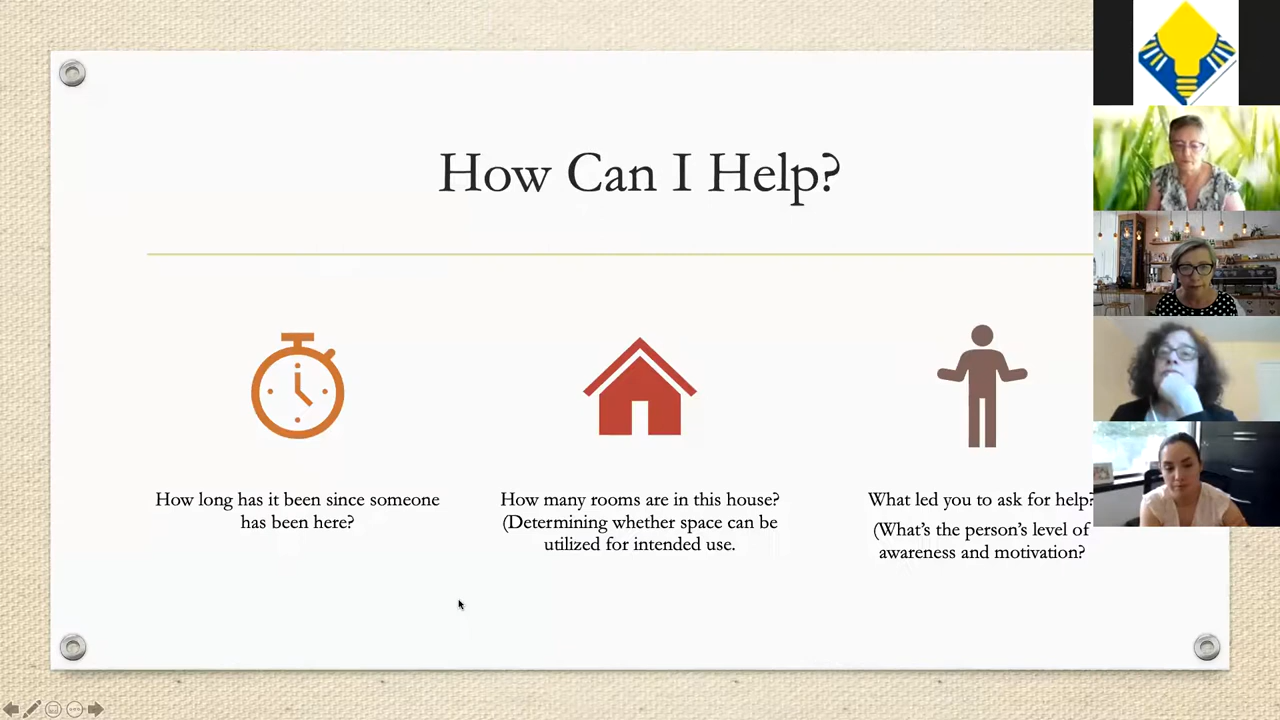 How Can I Help?
How long has it been since someone
has been here?
How many rooms are in this house?
(Determining whether space can be
utilized for intended use.
What led you to ask for help?
(What's the person's level of
awareness and motivation?